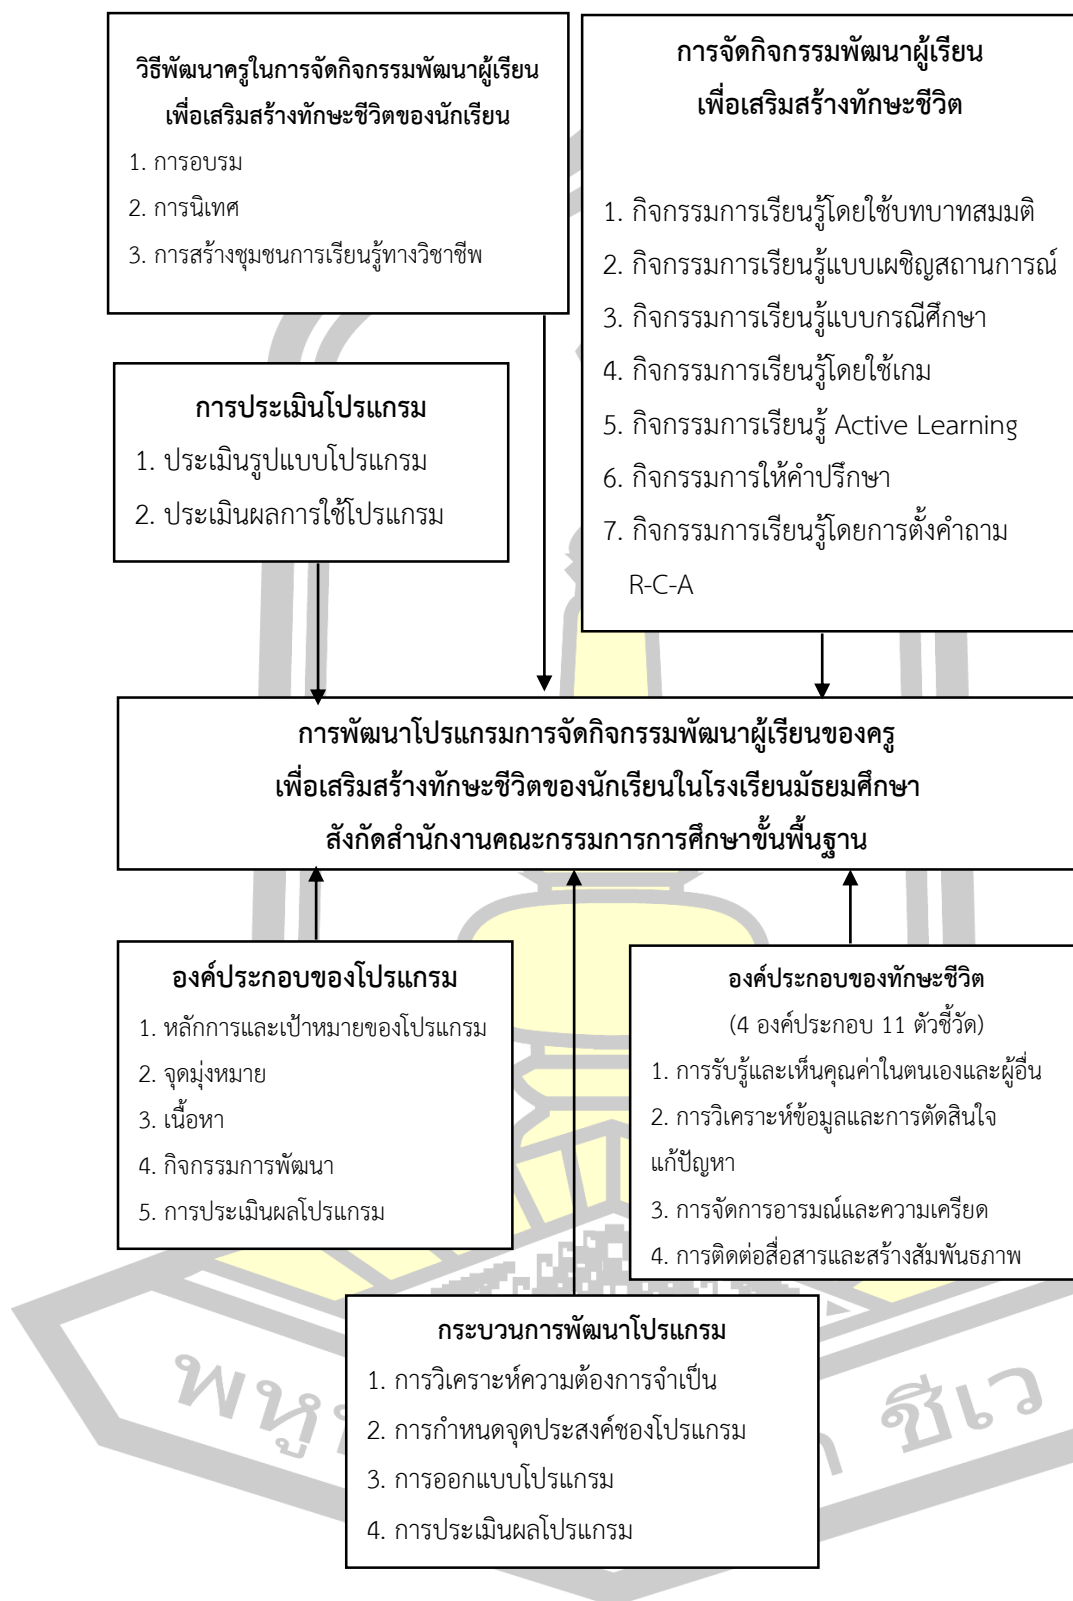 วิธีพัฒนาครูในการจัดกิจกรรมพัฒนาผู้เรียน
เพื่อเสริมสร้างทักษะชีวิตของนักเรียน
1. การอบรม
2. การนิเทศ
3. การสร้างชุมชนการเรียนรู้ทางวิชาชีพ
การจัดกิจกรรมพัฒนาผู้เรียน
เพื่อเสริมสร้างทักษะชีวิต
1. กิจกรรมการเรียนรู้โดยใช้บทบาทสมมติ
2. กิจกรรมการเรียนรู้แบบเผชิญสถานการณ์
3. กิจกรรมการเรียนรู้แบบกรณีศึกษา
4. กิจกรรมการเรียนรู้โดยใช้เกม
5. กิจกรรมการเรียนรู้ Active Learning
6. กิจกรรมการให้คำปรึกษา
7. กิจกรรมการเรียนรู้โดยการตั้งคำถาม
R-C-A
การประเมินโปรแกรม
1. ประเมินรูปแบบโปรแกรม
2. ประเมินผลการใช้โปรแกรม
การพัฒนาโปรแกรมการจัดกิจกรรมพัฒนาผู้เรียนของครู
เพื่อเสริมสร้างทักษะชีวิตของนักเรียนในโรงเรียนมัธยมศึกษา
สังกัดสำนักงานคณะกรรมการการศึกษาขั้นพื้นฐาน
องค์ประกอบของโปรแกรม
1. หลักการและเป้าหมายของโปรแกรม
2. จุดมุ่งหมาย
3. เนื้อหา
4. กิจกรรมการพัฒนา
5. การประเมินผลโปรแกรม
องค์ประกอบของทักษะชีวิต
(4 องค์ประกอบ 11 ตัวชี้วัด)
1. การรับรู้และเห็นคุณค่าในตนเองและผู้อื่น
2. การวิเคราะห์ข้อมูลและการตัดสินใจ
แก้ปัญหา
3. การจัดการอารมณ์และความเครียด
4. การติดต่อสื่อสารและสร้างสัมพันธภาพ
กระบวนการพัฒนาโปรแกรม
1. การวิเคราะห์ความต้องการจำเป็น
2. การกำหนดจุดประสงค์ชองโปรแกรม
3. การออกแบบโปรแกรม
4. การประเมินผลโปรแกรม
ชีเว